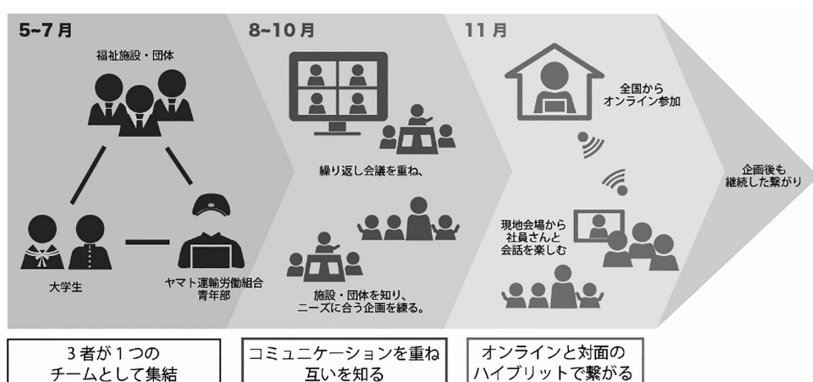 5~7 月
福祉施設・団体
大学生
ヤマト運輸労働組合
青年部
3者が1つの
チームとして集結
8~10 月
繰り返し会議を重ね、
施設・団体を知り、
ニーズに合う企画を練る。
コミュニケーションを重ね
互いを知る
11 月
全国から
オンライン参加
現地会場から
社員さんと
会話を楽しむ
オンラインと対面の
ハイブリットで繋がる
企画後も
継続した繋がり